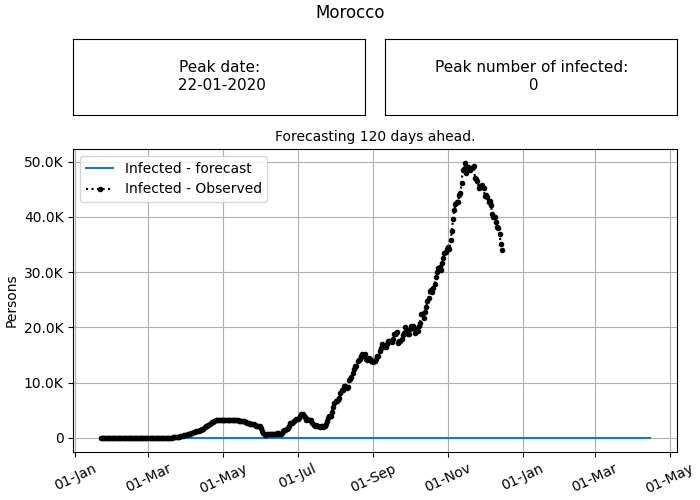 Morocco
Peak date:
22-01-2020
Peak number of infected:
0
Forecasting 120 days ahead.
Infected - forecast
Infected - Observed
50.0K
40.0K
30.0K
20.0K
10.0K
0
Persons
01-Jan
01-Mar
01-May
01-Jul
01-Sep
01-Nov
01-Jan
01-Mar
01-May